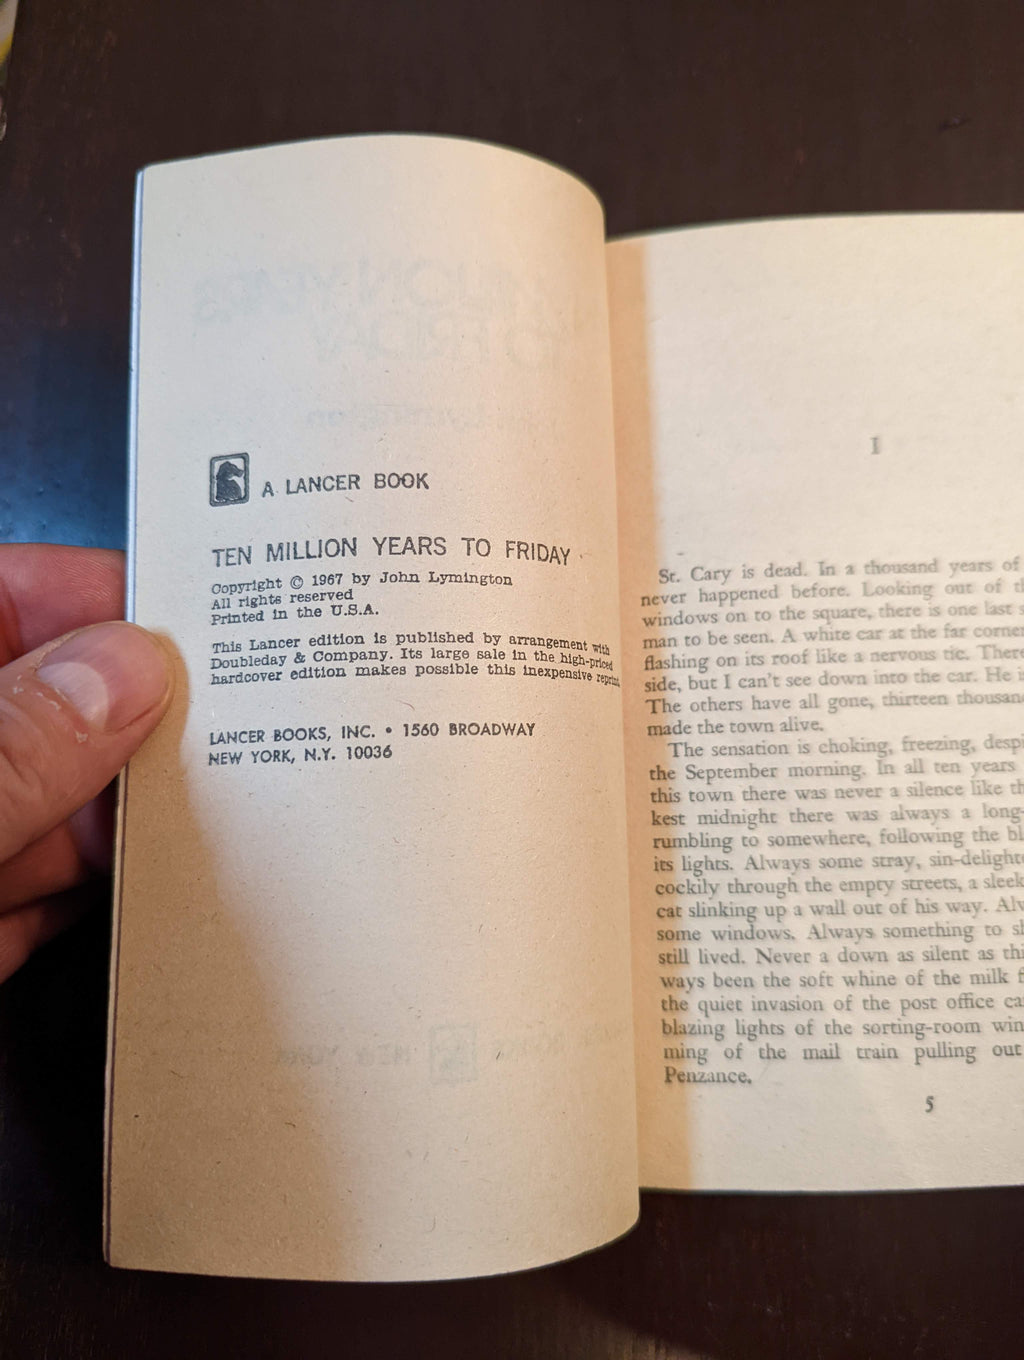 A LANCER BOOK
TEN MILLION YEARS TO FRIDAY
Copyright © 1967 by John Lymington
All rights reserved
Printed in the U.S.A.
This Lancer edition is published by arrangement with
Doubleday & Company. Its large sale in the high-priced
hardcover edition makes possible this inexpensive reprint
LANCER BOOKS, INC. • 1560 BROADWAY
NEW YORK, N.Y. 10036
I
St. Cary is dead. In a thousand years of
never happened before. Looking out of
windows on to the square, there is one last
man to be seen. A white car at the far corner
flashing on its roof like a nervous tic. There
side, but I can't see down into the car. He
The others have all gone, thirteen thousand
made the town alive.
The sensation is choking, freezing,
the September morning. In all ten years
this town there was never a silence like
kest midnight there was always a long-
rumbling to somewhere, following the
its lights. Always some stray,
cockily through the empty streets, a sleek
cat slinking up a wall out of his way.
some windows. Always something to
still lived. Never a down as silent as
ways been the soft whine of the milk
the quiet invasion of the post office
blazing lights of the sorting-room
ming of the mail train pulling out
Penzance.
5